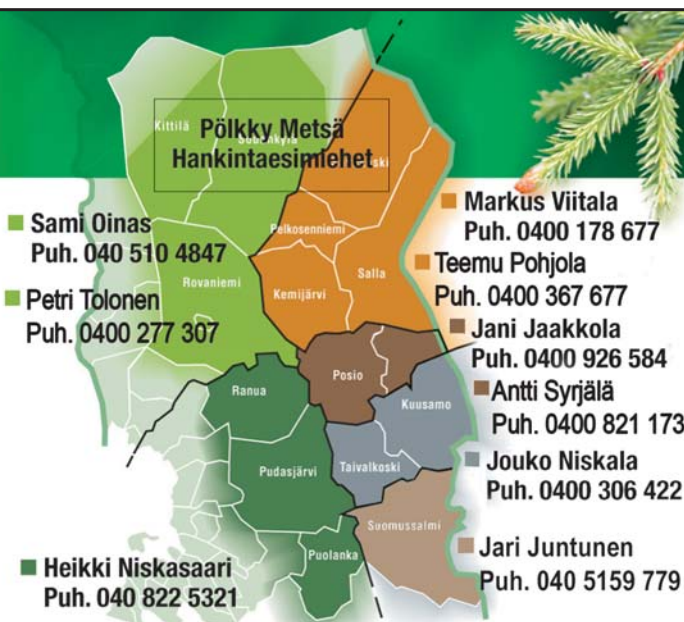 Pölkky Metsä
Hankintaesimiehet
Kittilä
Pelkosenniemi
Rovaniemi
Kemijärvi
Salla
Ranua
Posio
Kuusamo
Pudasjärvi
Taivalkoski
Suomussalmi
Puolanka
Sami Oinas
Puh. 040 510 4847
Petri Tolonen
Puh. 0400 277 307
Heikki Niskasaari
Puh. 040 822 5321
Markus Viitala
Puh. 0400 178 677
Teemu Pohjola
Puh. 0400 367 677
Jani Jaakkola
Puh. 0400 926 584
Antti Syrjälä
Puh. 0400 821 173
Jouko Niskala
Puh. 0400 306 422
Jari Juntunen
Puh. 040 5159 779